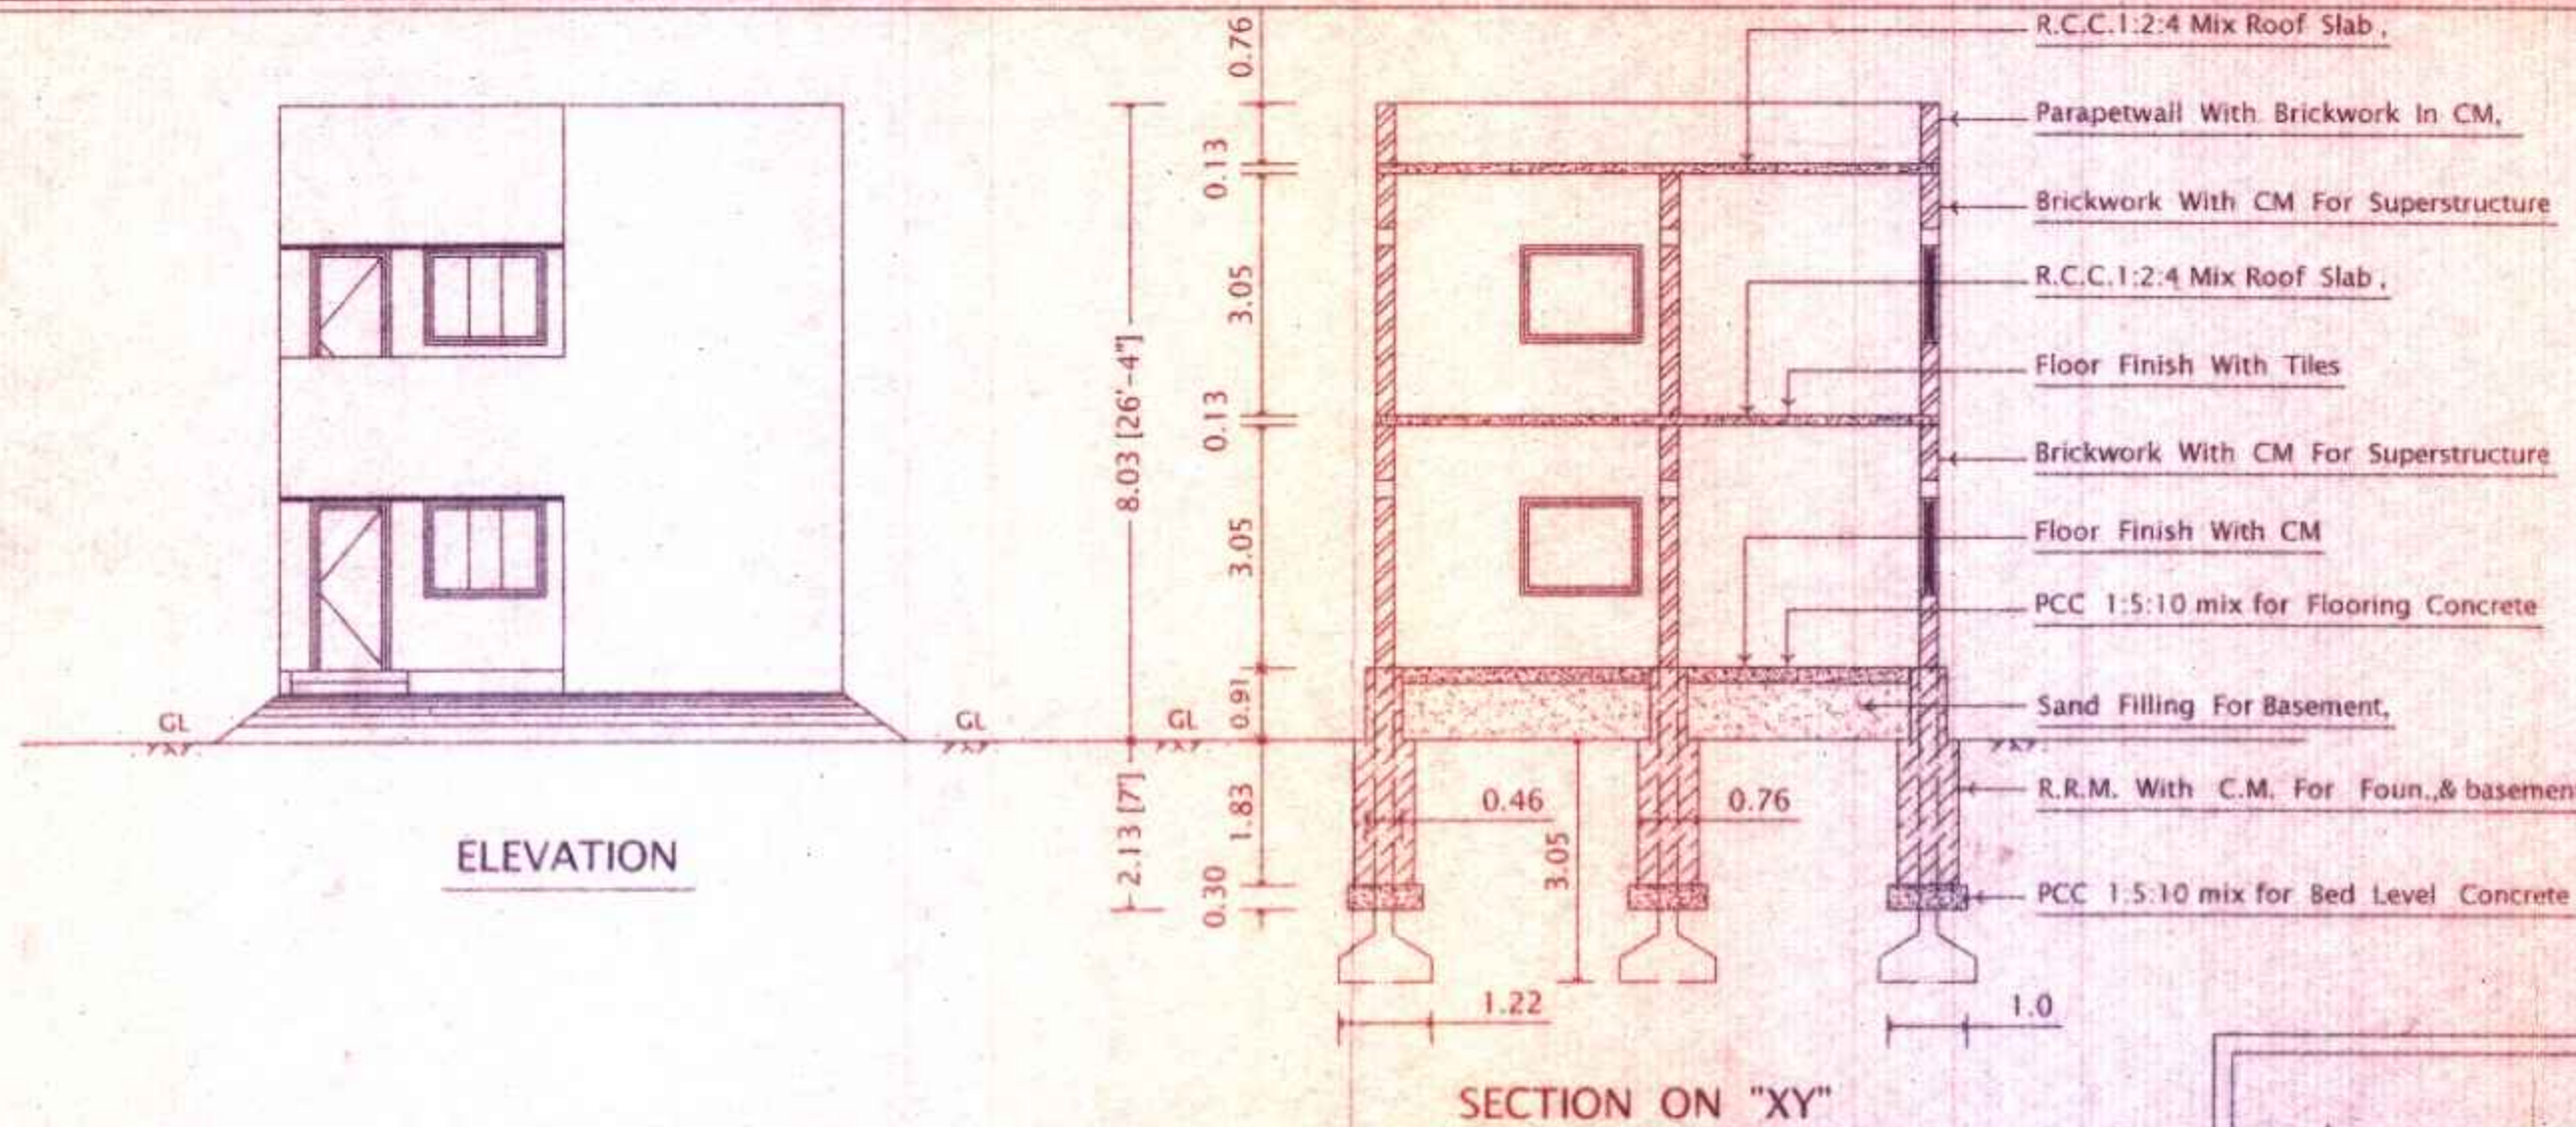 0.76
R.C.C.1:2:4 Mix Roof Slab ,
Parapetwall With Brickwork In CM,
0.13
Brickwork With CM For Superstructure
3.05
R.C.C.1:2:4 Mix Roof Slab ,
Floor Finish With Tiles
8.03 [26'-4"]
0.13
Brickwork With CM For Superstructure
3.05
Floor Finish With CM
PCC 1:5:10 mix for Flooring Concrete
0.91
Sand Filling For Basement,
GL
GL
GL
2.13 [7']
1.83
0.46
0.76
R.R.M. With C.M. For Foun.,& basemen
3.05
0.30
PCC 1:5:10 mix for Bed Level Concrete
ELEVATION
1.22
1.0
SECTION ON "XY"